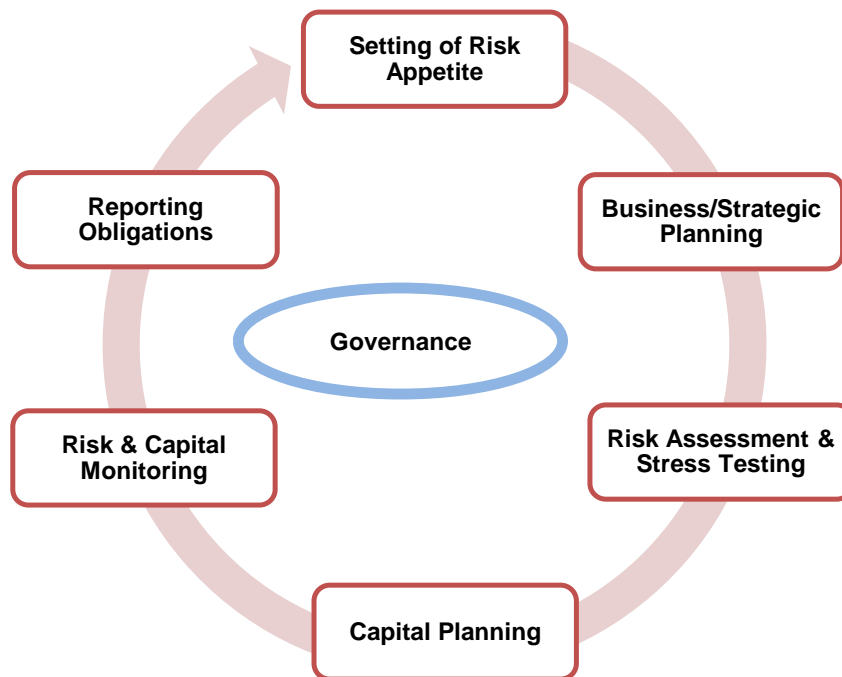 Setting of Risk
Appetite
Business/Strategic
Planning
Risk Assessment &
Stress Testing
Capital Planning
Risk & Capital
Monitoring
Reporting
Obligations
Governance